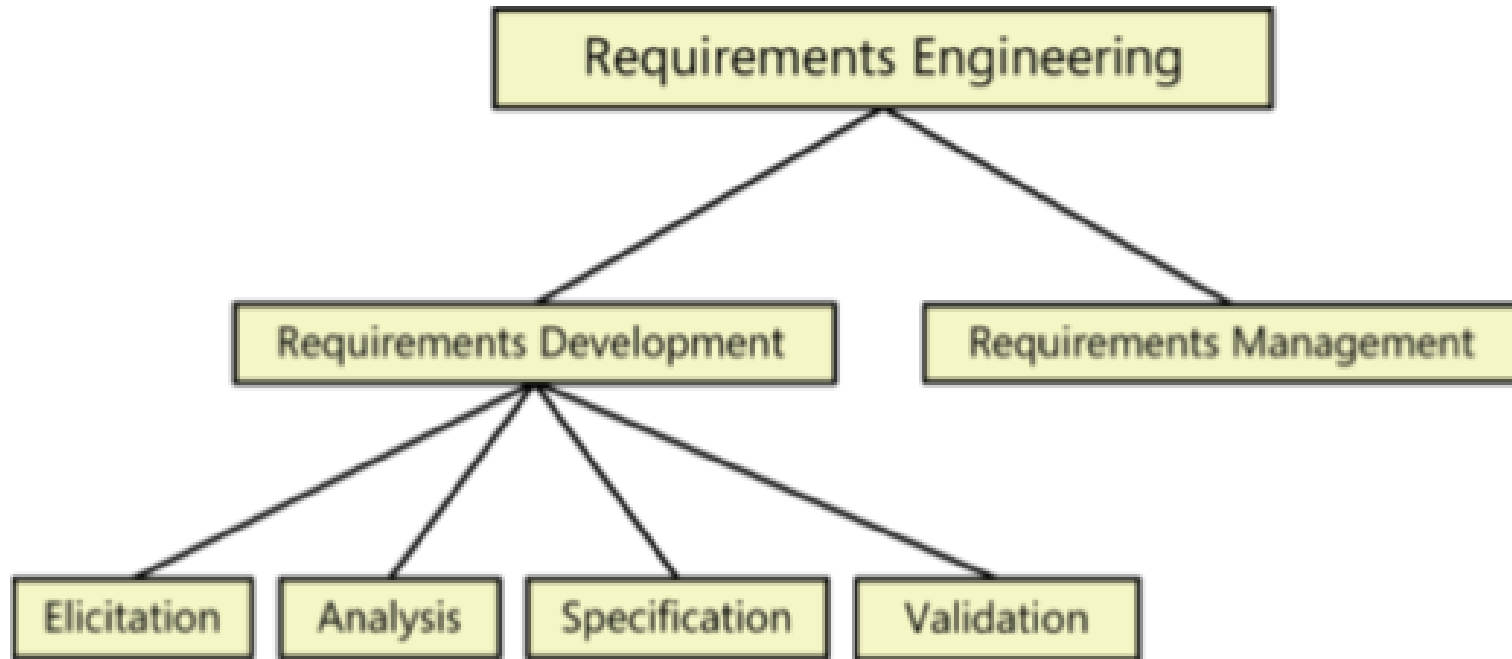 Requirements Engineering
Requirements Development
Requirements Management
Elicitation
Analysis
Specification
Validation